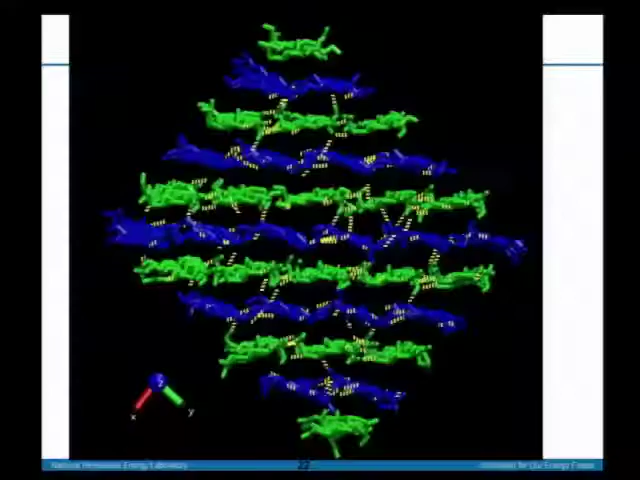 z
x
y
National Renewable Energy Laboratory
22
Innovation for Our Energy Future